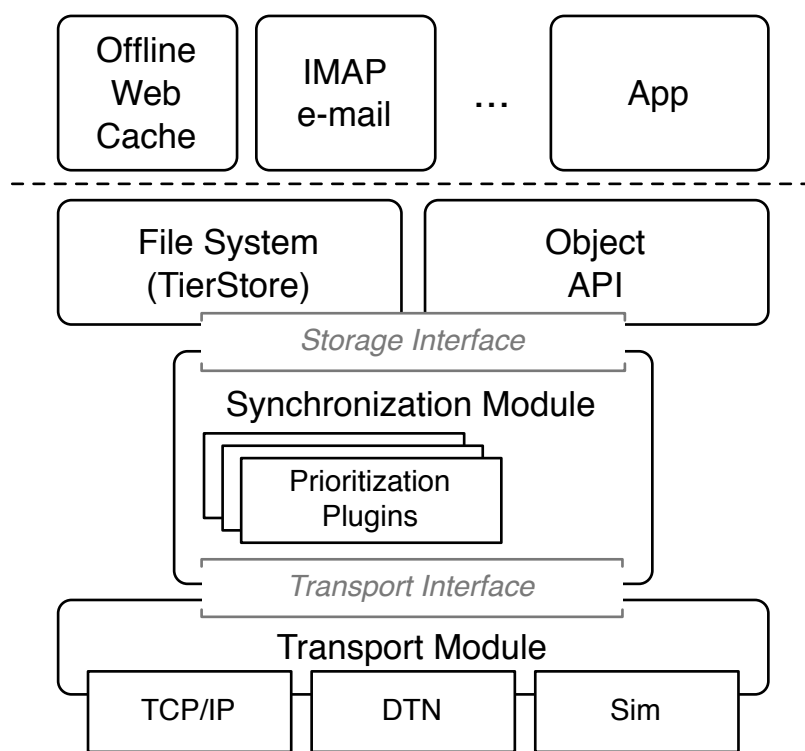 Offline
Web
Cache
IMAP
e-mail
...
App
File System
(TierStore)
Object
API
Storage Interface
Synchronization Module
Prioritization
Plugins
Transport Interface
Transport Module
TCP/IP
DTN
Sim